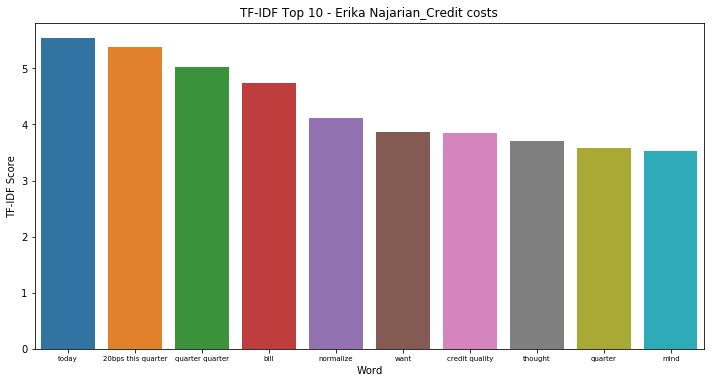 TF-IDF Top 10 - Erika Najarian_Credit costs
TF-IDF Score
5
4
3
2
1
0
today 20bps this quarter quarter quarter bill normalize want credit quality thought quarter mind
Word